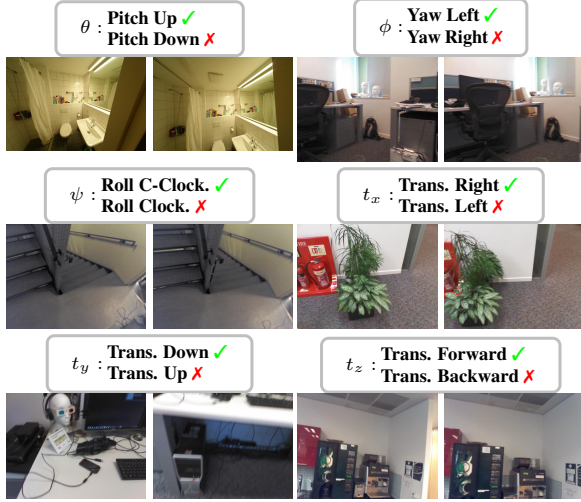 θ : Pitch Up ✓
Pitch Down ✗
ϕ : Yaw Left ✓
Yaw Right ✗
ψ : Roll C-Clock. ✓
Roll Clock. ✗
t_x : Trans. Right ✓
Trans. Left ✗
t_y : Trans. Down ✓
Trans. Up ✗
t_z : Trans. Forward ✓
Trans. Backward ✗